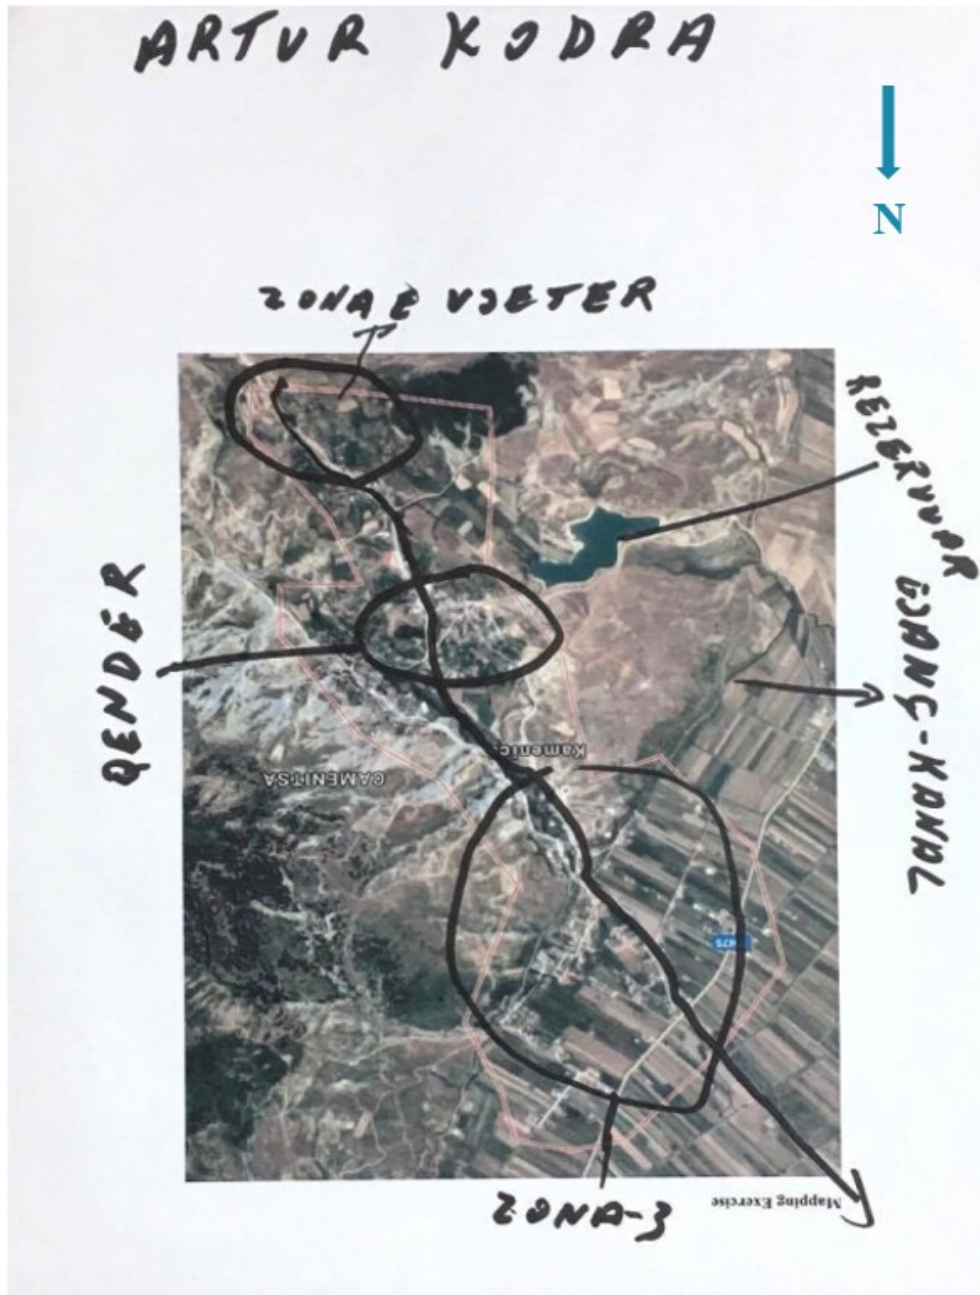 ARTUR KODRA
N
ZONA E VJETER
REZERVUAR
GJANÇ-KANAL
QENDER
Kamenic
CAMENITSA
ZONA-3
Mapping Exercise